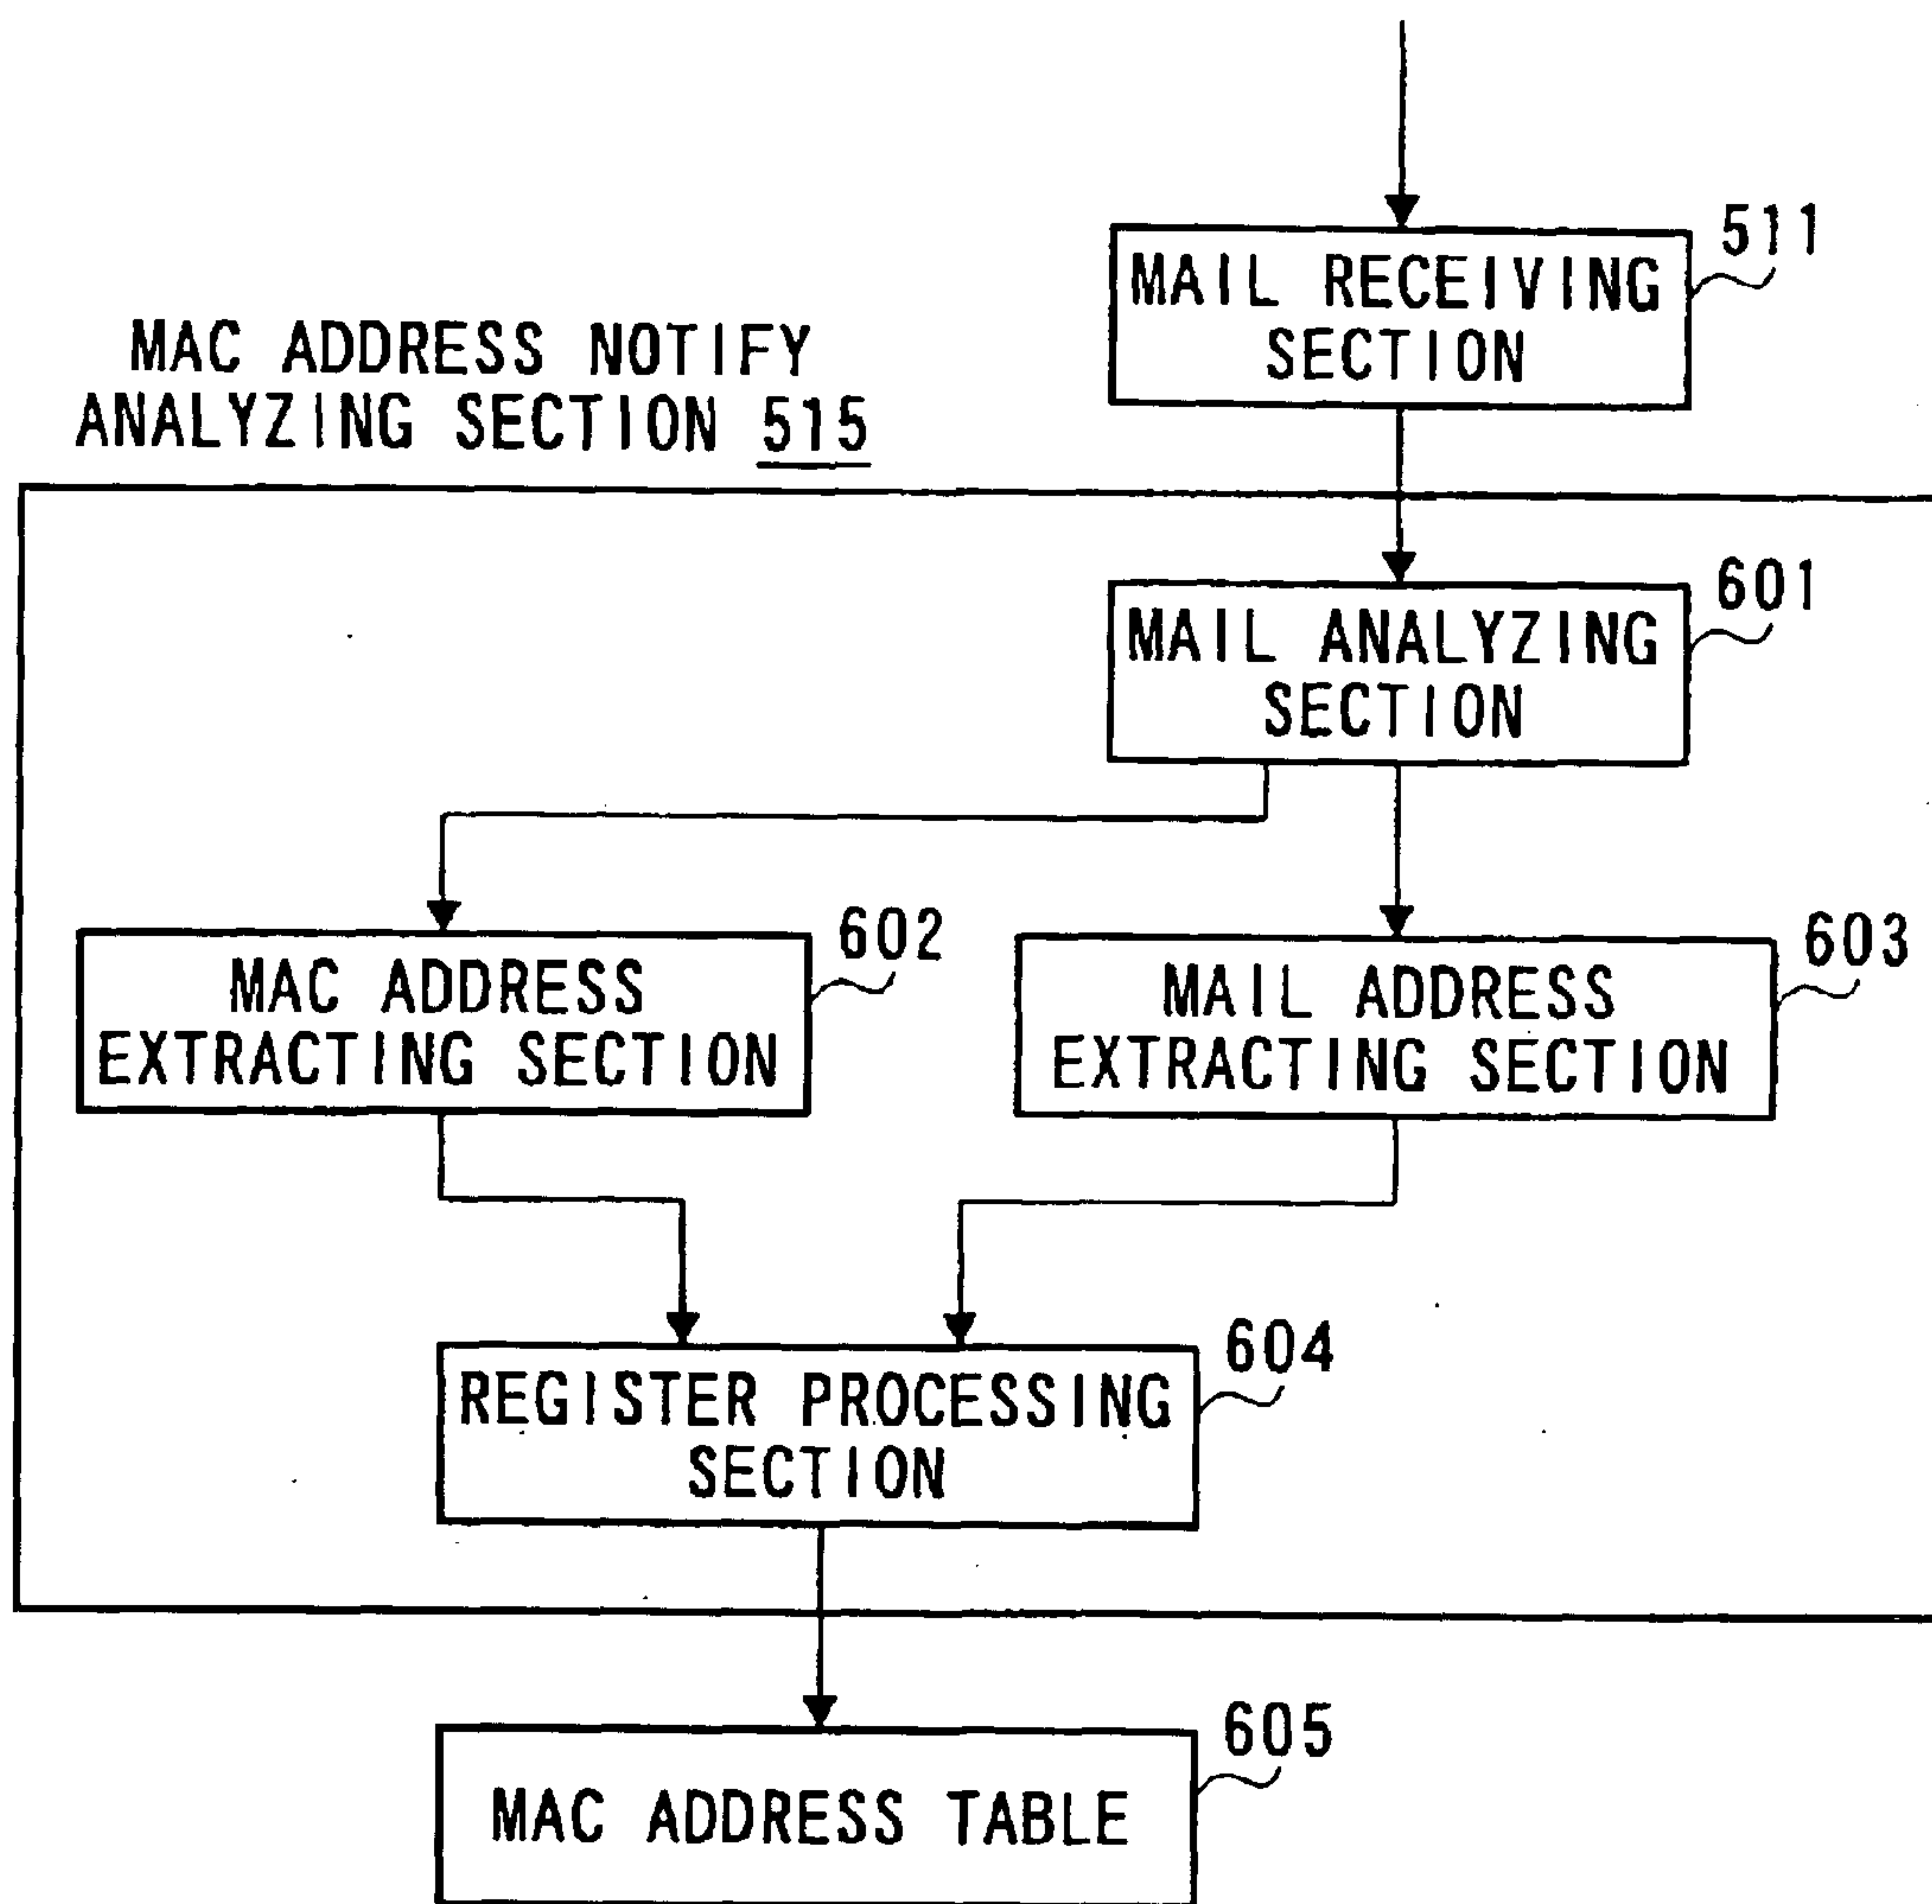 511
MAIL RECEIVING
SECTION
MAC ADDRESS NOTIFY
ANALYZING SECTION 515
601
MAIL ANALYZING
SECTION
602
MAC ADDRESS
EXTRACTING SECTION
603
MAIL ADDRESS
EXTRACTING SECTION
604
REGISTER PROCESSING
SECTION
605
MAC ADDRESS TABLE